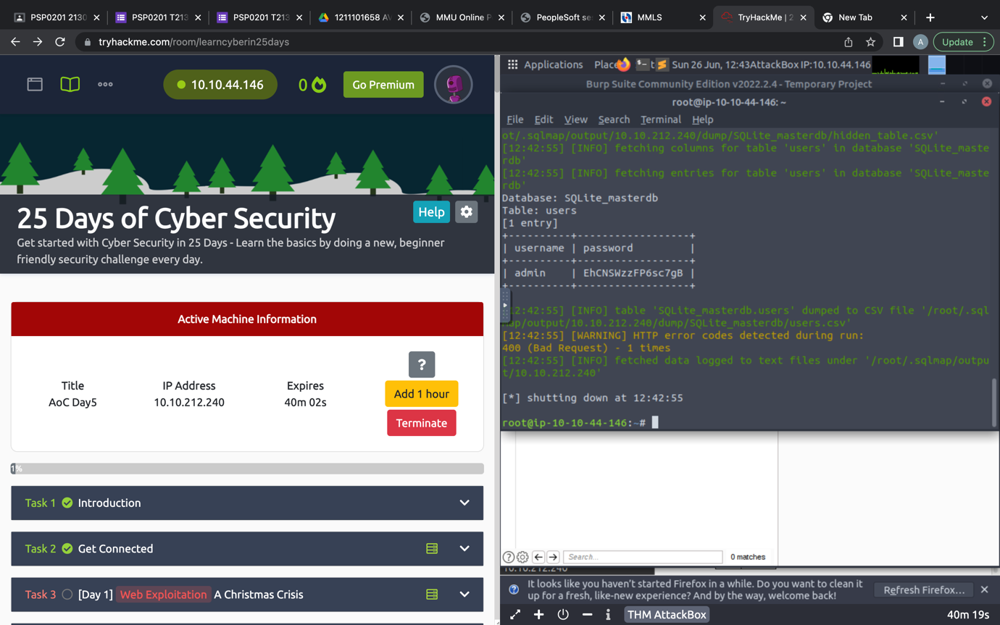 PSP0201 2130
PSP0201 T213
PSP0201 T213
1211101658 AV
MMU Online P
PeopleSoft se
MMLS
TryHackMe | 2
New Tab
tryhackme.com/room/learncyberin25days
A
Update
10.10.44.146
0
Go Premium
25 Days of Cyber Security
Help
Get started with Cyber Security in 25 Days - Learn the basics by doing a new, beginner
friendly security challenge every day.
Active Machine Information
Title
IP Address
Expires
?
AoC Day5
10.10.212.240
40m 02s
Add 1 hour
Terminate
1%
Task 1 Introduction
Task 2 Get Connected
Task 3 [Day 1] Web Exploitation A Christmas Crisis
Applications Place t Sun 26 Jun, 12:43 AttackBox IP:10.10.44.146
Burp Suite Community Edition v2022.2.4 - Temporary Project
root@ip-10-10-44-146: ~
File Edit View Search Terminal Help
ot/.sqlmap/output/10.10.212.240/dump/SQLite_masterdb/hidden_table.csv'
[12:42:55] [INFO] fetching columns for table 'users' in database 'SQLite_maste
rdb'
[12:42:55] [INFO] fetching entries for table 'users' in database 'SQLite_maste
rdb'
Database: SQLite_masterdb
Table: users
[1 entry]
+----------+------------------+
| username | password         |
+----------+------------------+
| admin    | EhCNSWzzFP6sc7gB |
+----------+------------------+
12:42:55] [INFO] table 'SQLite_masterdb.users' dumped to CSV file '/root/.sql
map/output/10.10.212.240/dump/SQLite_masterdb/users.csv'
[12:42:55] [WARNING] HTTP error codes detected during run:
400 (Bad Request) - 1 times
[12:42:55] [INFO] fetched data logged to text files under '/root/.sqlmap/outpu
t/10.10.212.240'
[*] shutting down at 12:42:55
root@ip-10-10-44-146:~#
Search...
0 matches
10.10.212.240
It looks like you haven't started Firefox in a while. Do you want to clean it
up for a fresh, like-new experience? And by the way, welcome back!
Refresh Firefox...
THM AttackBox
40m 19s